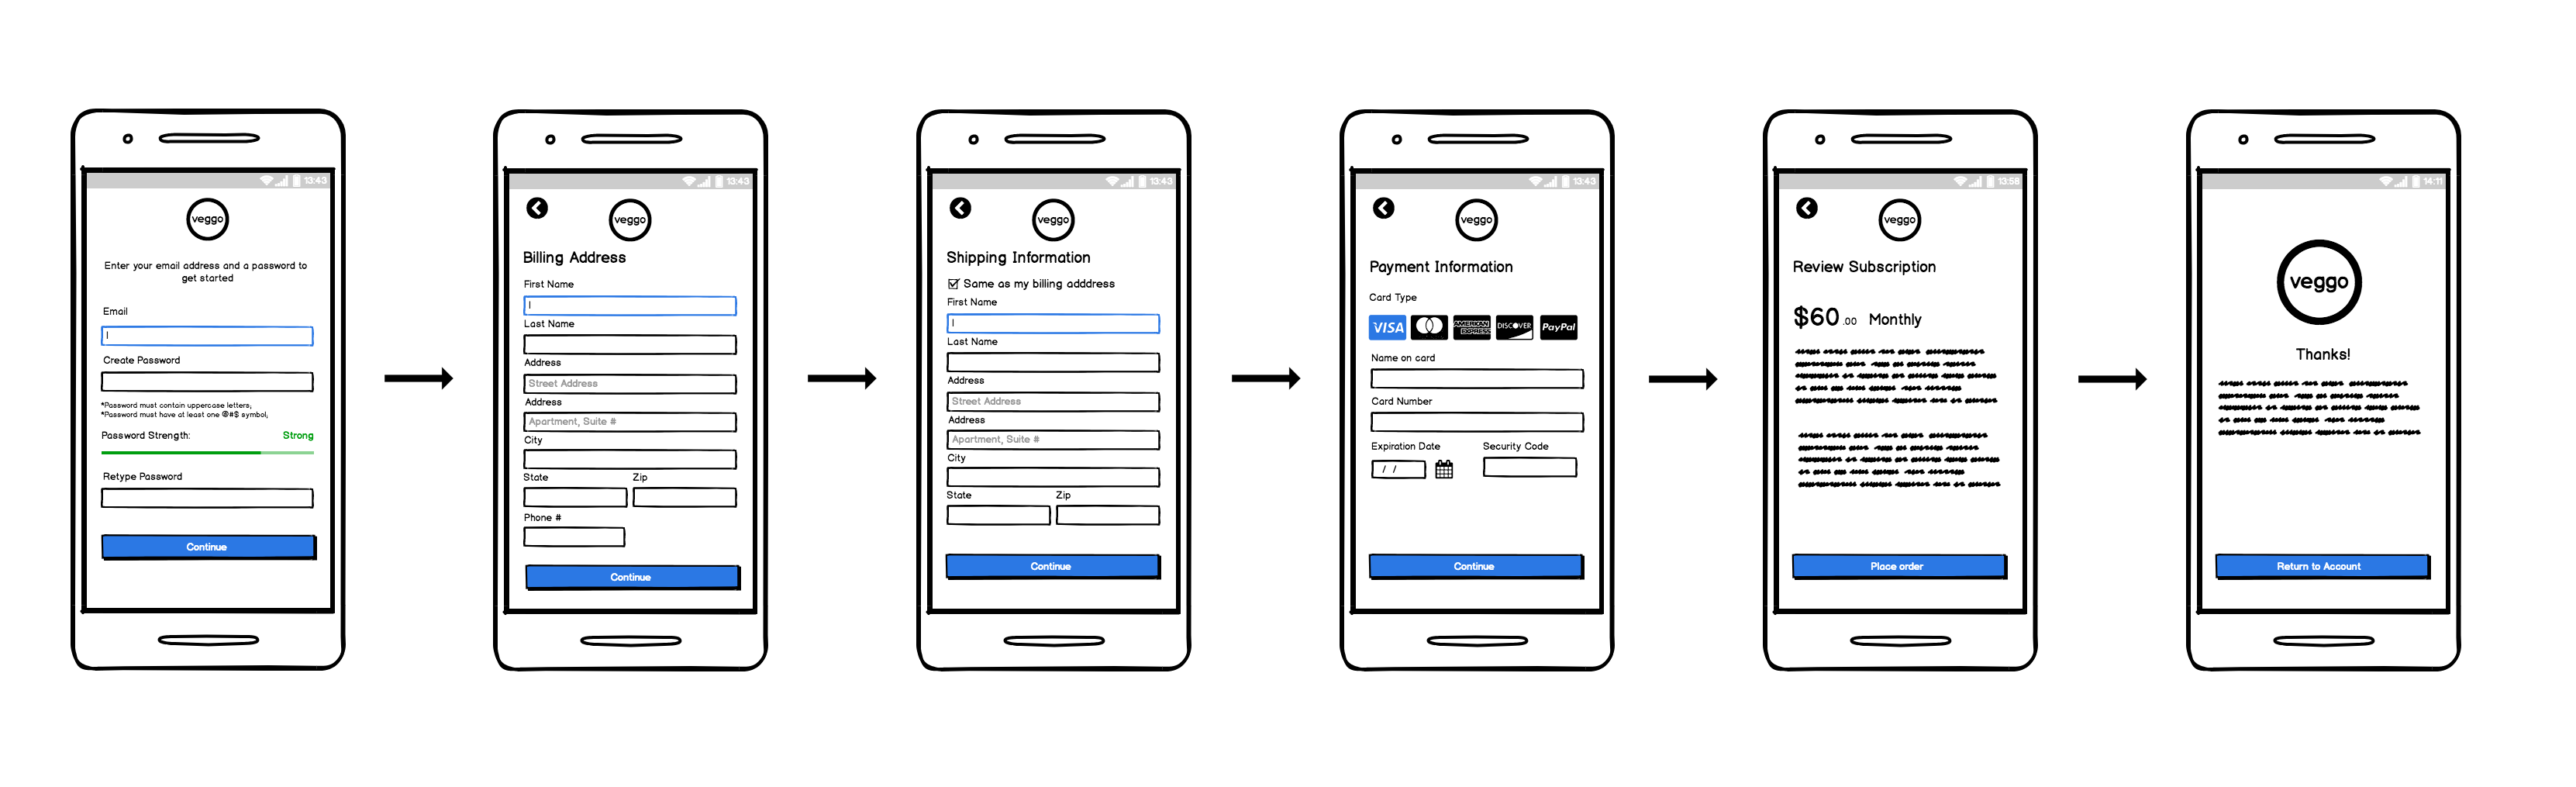 13:43
veggo
Enter your email address and a password to
get started
Email
Create Password
*Password must contain uppercase letters,
*Password must have at least one @#$ symbol,
Password Strength: Strong
Retype Password
Continue
13:43
veggo
Billing Address
First Name
Last Name
Address
Street Address
Address
Apartment, Suite #
City
State Zip
Phone #
Continue
13:43
veggo
Shipping Information
Same as my billing adddress
First Name
Last Name
Address
Street Address
Address
Apartment, Suite #
City
State Zip
Continue
13:43
veggo
Payment Information
Card Type
VISA AMERICAN EXPRESS DISCOVER PayPal
Name on card
Card Number
Expiration Date Security Code
/ /
Continue
13:58
veggo
Review Subscription
$60.00 Monthly
Place order
14:11
veggo
Thanks!
Return to Account